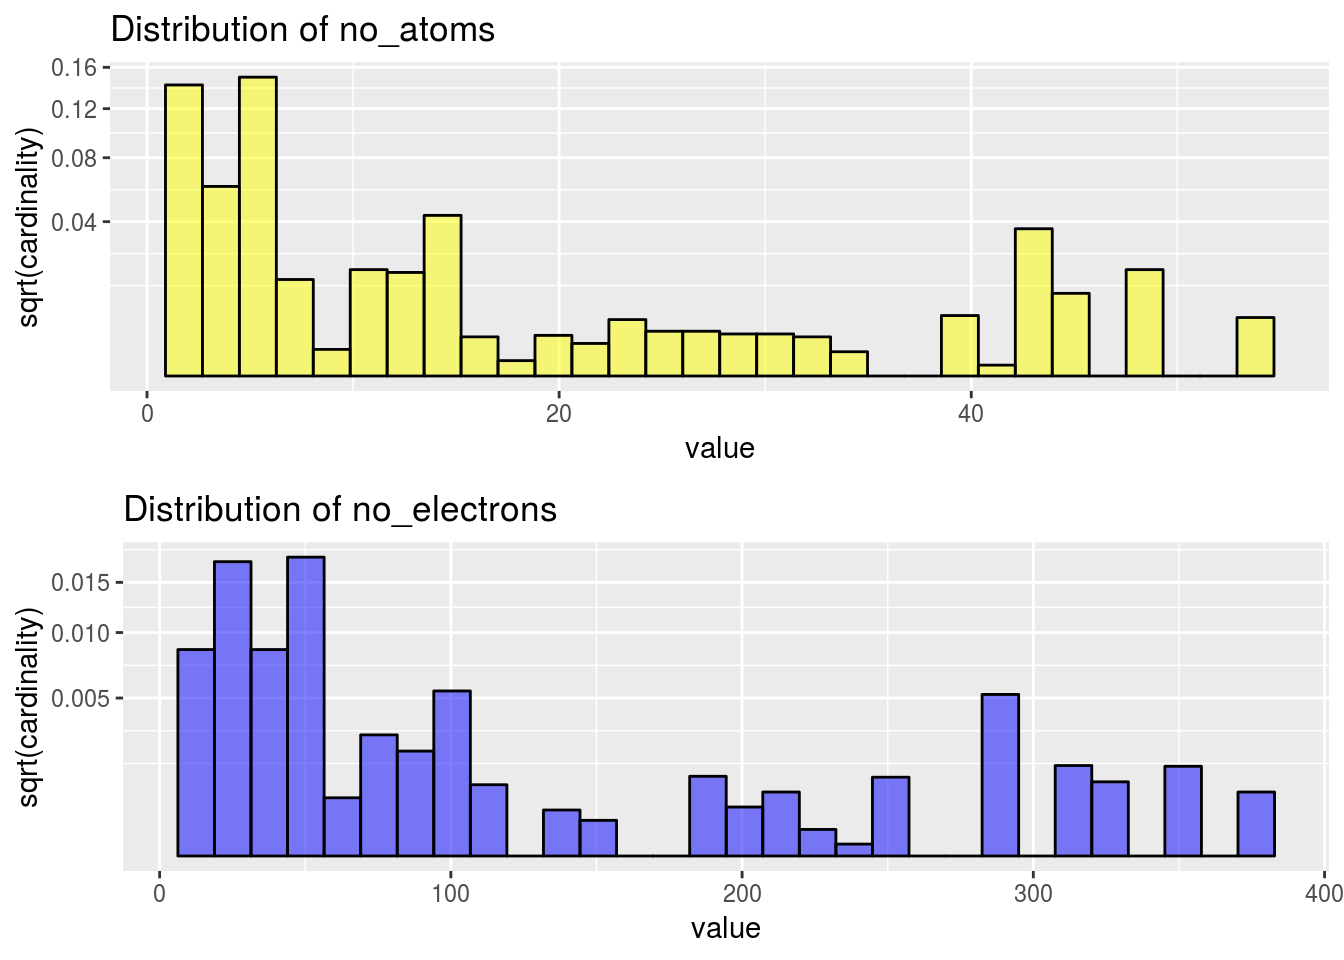 Distribution of no_atoms
sqrt(cardinality)
0.16
0.12
0.08
0.04
0 20 40
value
Distribution of no_electrons
sqrt(cardinality)
0.015
0.010
0.005
0 100 200 300 400
value